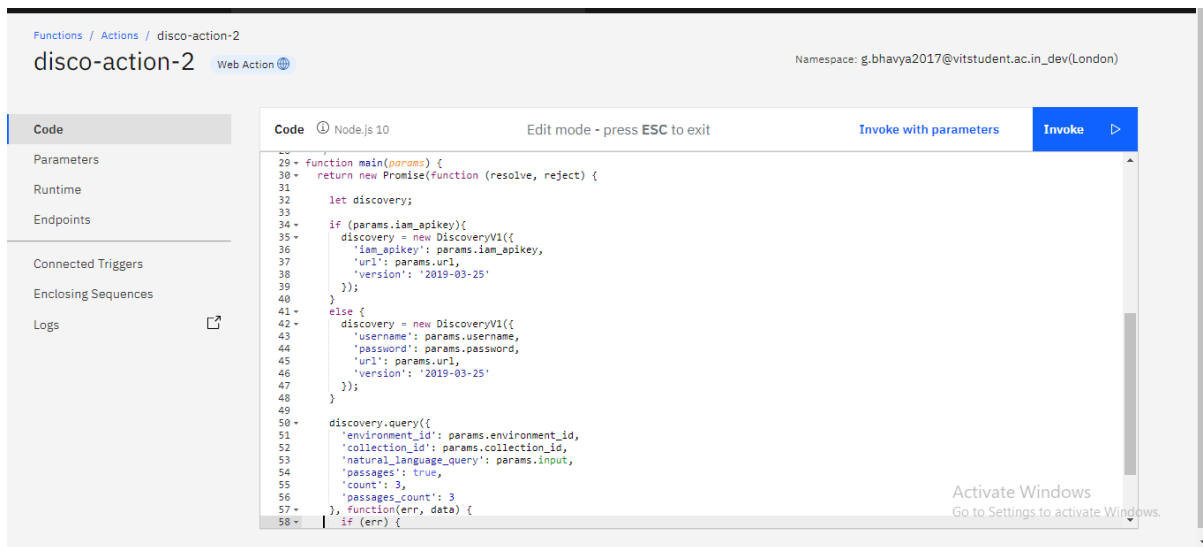 Functions / Actions / disco-action-2
disco-action-2 Web Action
Namespace: g.bhavya2017@vitstudent.ac.in_dev(London)
Code
Parameters
Runtime
Endpoints
Connected Triggers
Enclosing Sequences
Logs
Code Node.js 10 Edit mode - press ESC to exit Invoke with parameters Invoke
29 function main(params) {
30 return new Promise(function (resolve, reject) {
31
32 let discovery;
33
34 if (params.iam_apikey){
35 discovery = new DiscoveryV1({
36 'iam_apikey': params.iam_apikey,
37 'url': params.url,
38 'version': '2019-03-25'
39 });
40 }
41 else {
42 discovery = new DiscoveryV1({
43 'username': params.username,
44 'password': params.password,
45 'url': params.url,
46 'version': '2019-03-25'
47 });
48 }
49
50 discovery.query({
51 'environment_id': params.environment_id,
52 'collection_id': params.collection_id,
53 'natural_language_query': params.input,
54 'passages': true,
55 'count': 3,
56 'passages_count': 3
57 }, function(err, data) {
58 if (err) {
Activate Windows
Go to Settings to activate Windows.